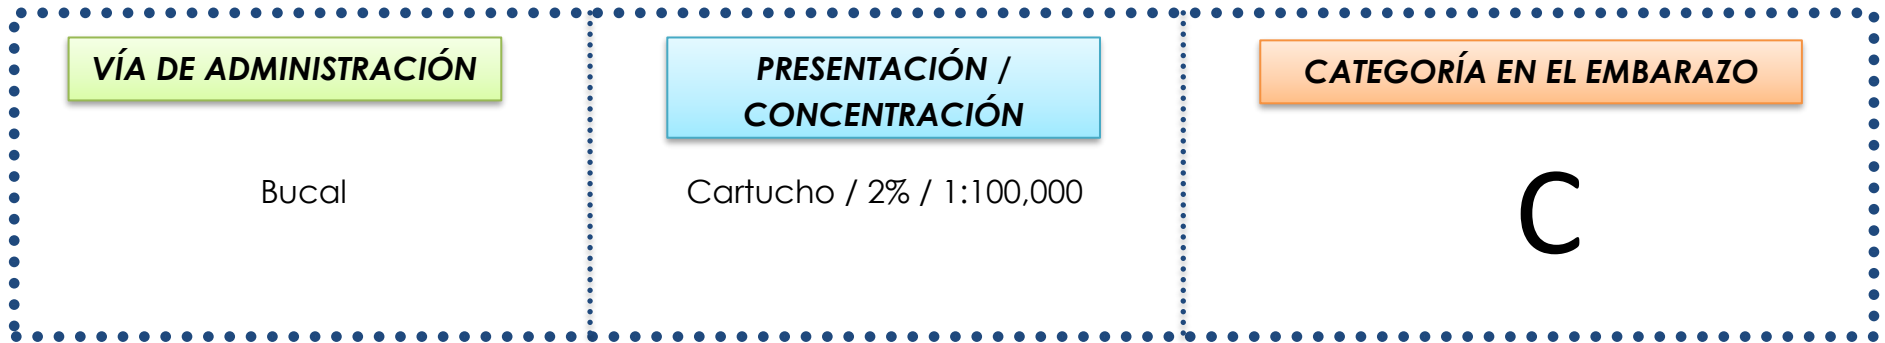 VÍA DE ADMINISTRACIÓN
Bucal
PRESENTACIÓN /
CONCENTRACIÓN
Cartucho / 2% / 1:100,000
CATEGORÍA EN EL EMBARAZO
C